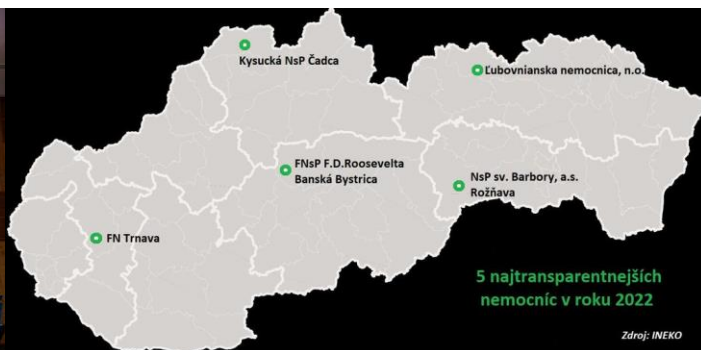 Kysucká NsP Čadca
Ľubovnianska nemocnica, n.o.
FNsP F.D.Roosevelta
Banská Bystrica
NsP sv. Barbory, a.s.
Rožňava
FN Trnava
5 najtransparentnejších
nemocníc v roku 2022
Zdroj: INEKO